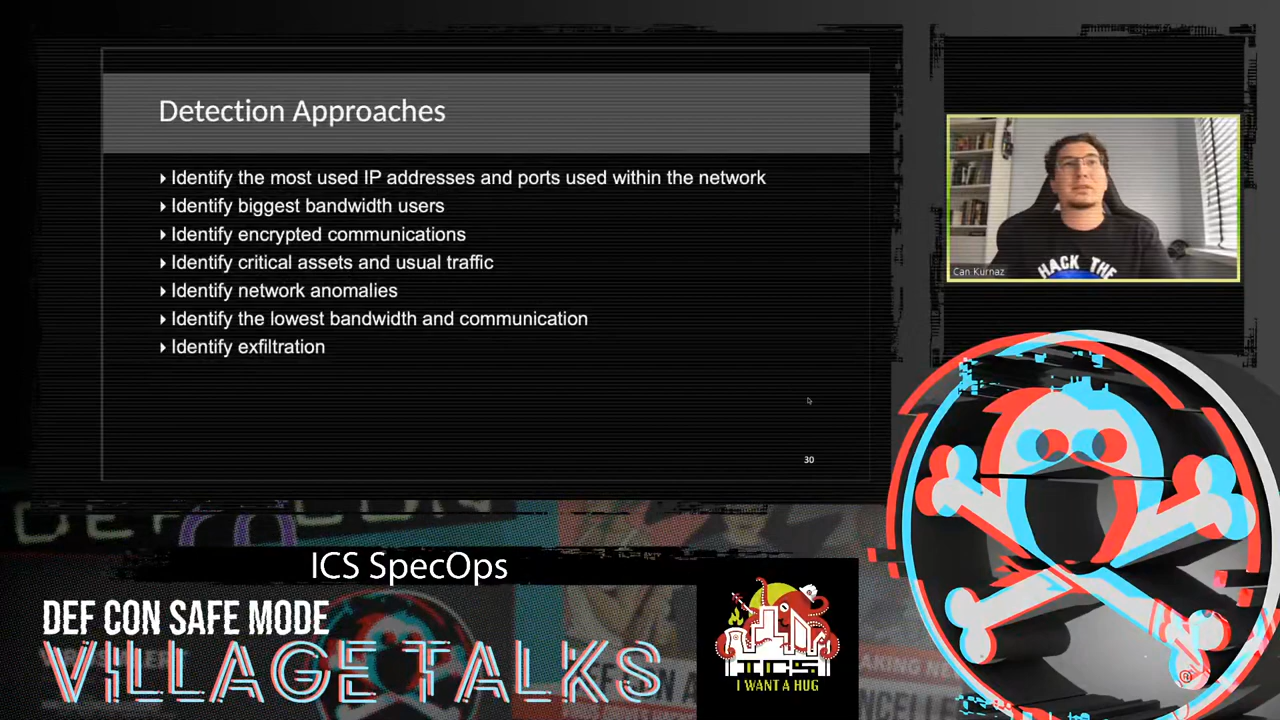 Detection Approaches
Identify the most used IP addresses and ports used within the network
Identify biggest bandwidth users
Identify encrypted communications
Identify critical assets and usual traffic
Identify network anomalies
Identify the lowest bandwidth and communication
Identify exfiltration
30
HACK THE
Can Kurnaz
DEF CON
ICS SpecOps
DEF CON SAFE MODE
VILLAGE TALKS
ICS
I WANT A HUG